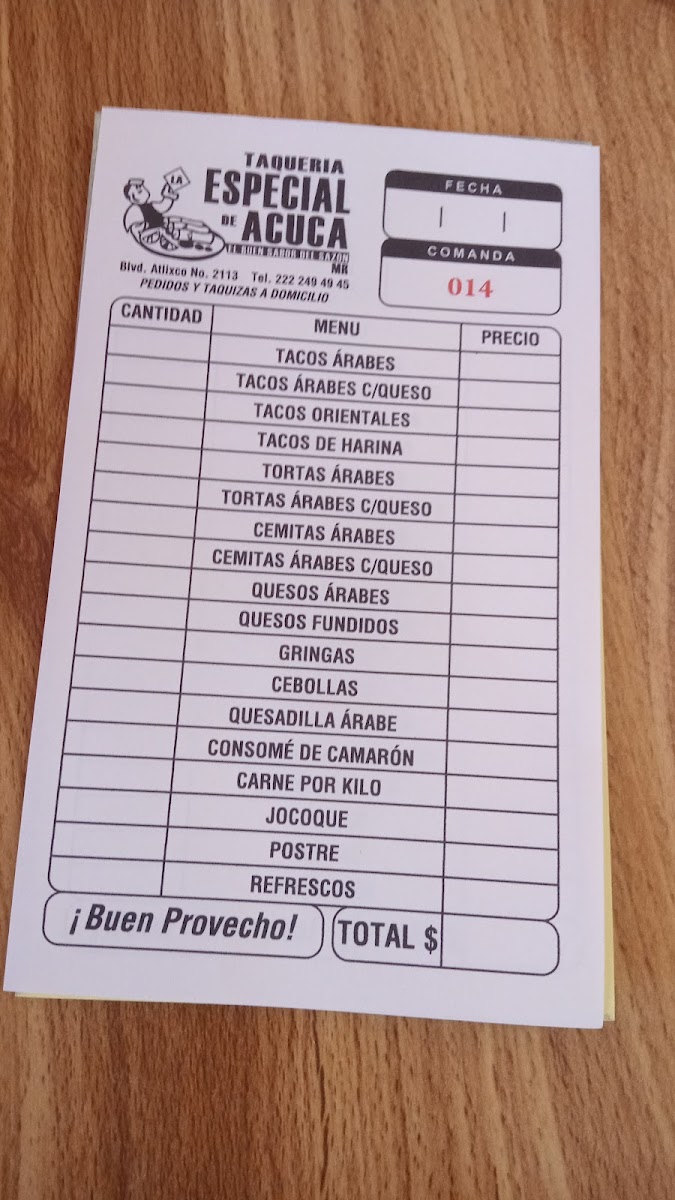 TAQUERIA
LA
ESPECIAL
DE ACUCA
EL BUEN SABOR DEL SAZON
MR
Blvd. Atlixco No. 2113 Tel. 222 249 49 45
PEDIDOS Y TAQUIZAS A DOMICILIO
FECHA
COMANDA
014
CANTIDAD MENU PRECIO
TACOS ÁRABES
TACOS ÁRABES C/QUESO
TACOS ORIENTALES
TACOS DE HARINA
TORTAS ÁRABES
TORTAS ÁRABES C/QUESO
CEMITAS ÁRABES
CEMITAS ÁRABES C/QUESO
QUESOS ÁRABES
QUESOS FUNDIDOS
GRINGAS
CEBOLLAS
QUESADILLA ÁRABE
CONSOMÉ DE CAMARÓN
CARNE POR KILO
JOCOQUE
POSTRE
REFRESCOS
¡Buen Provecho! TOTAL $